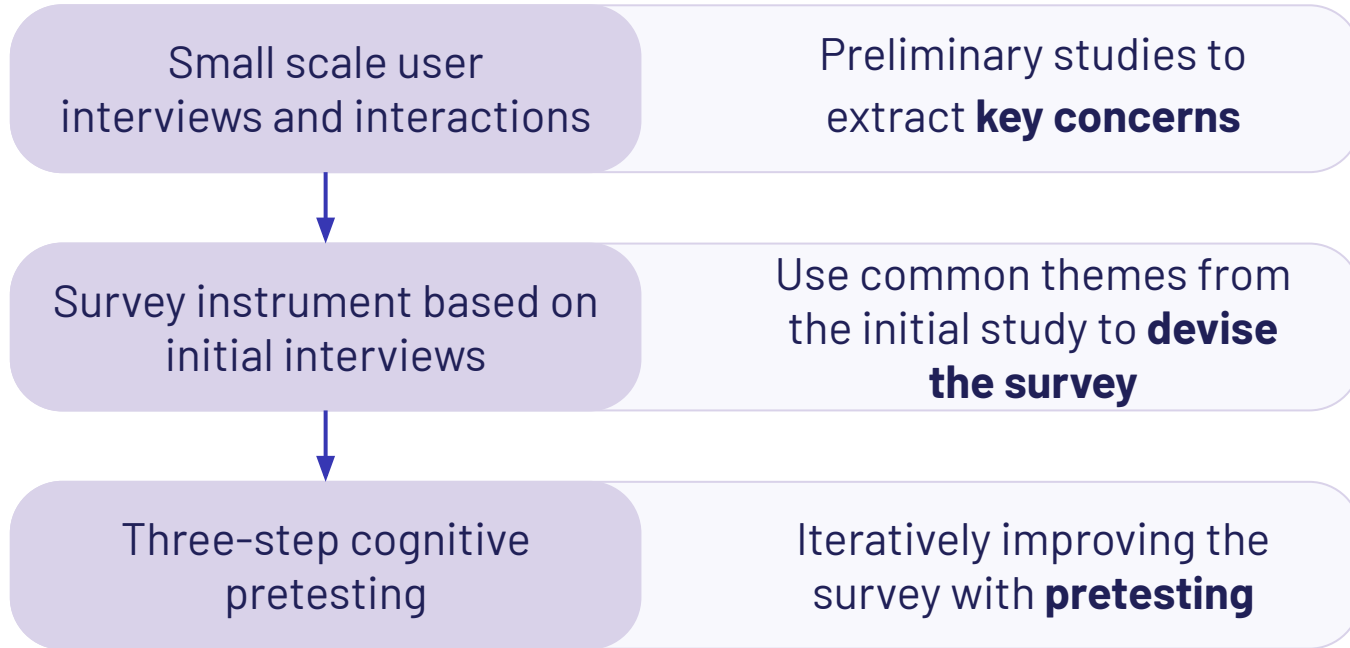 Small scale user
interviews and interactions
Preliminary studies to
extract key concerns
Survey instrument based on
initial interviews
Use common themes from
the initial study to devise
the survey
Three-step cognitive
pretesting
Iteratively improving the
survey with pretesting